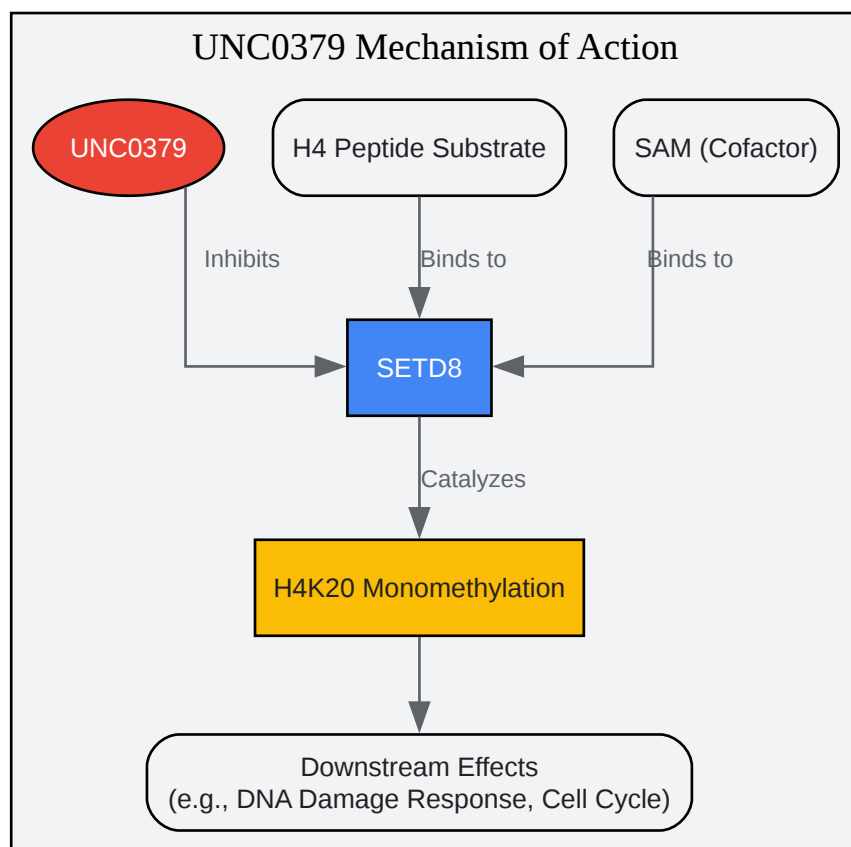 UNC0379 Mechanism of Action
UNC0379
H4 Peptide Substrate
SAM (Cofactor)
Inhibits
Binds to
Binds to
SETD8
Catalyzes
H4K20 Monomethylation
Downstream Effects
(e.g., DNA Damage Response, Cell Cycle)